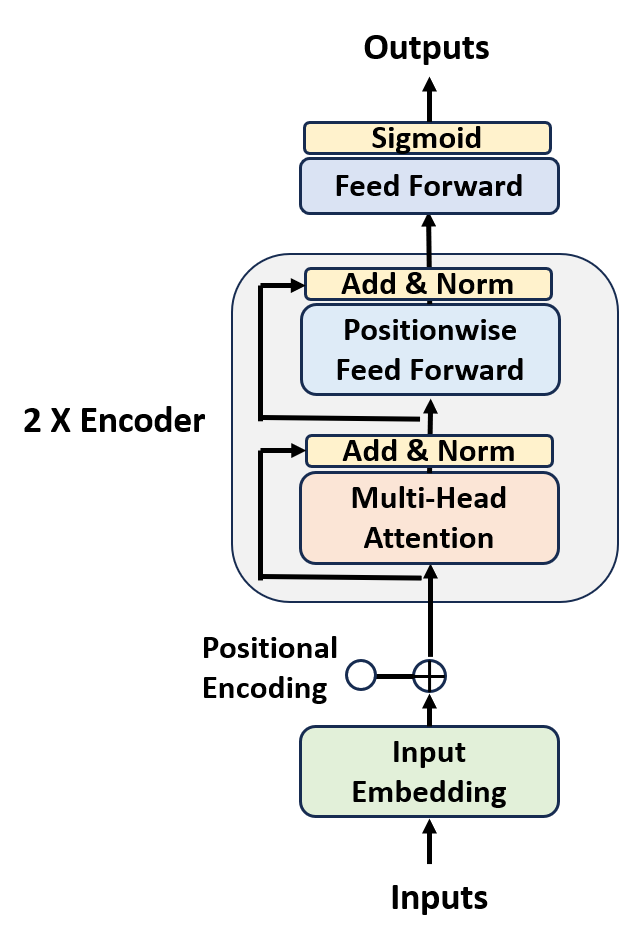 Outputs
Sigmoid
Feed Forward
Add & Norm
Positionwise
Feed Forward
2 X Encoder
Add & Norm
Multi-Head
Attention
Positional
Encoding
Input
Embedding
Inputs